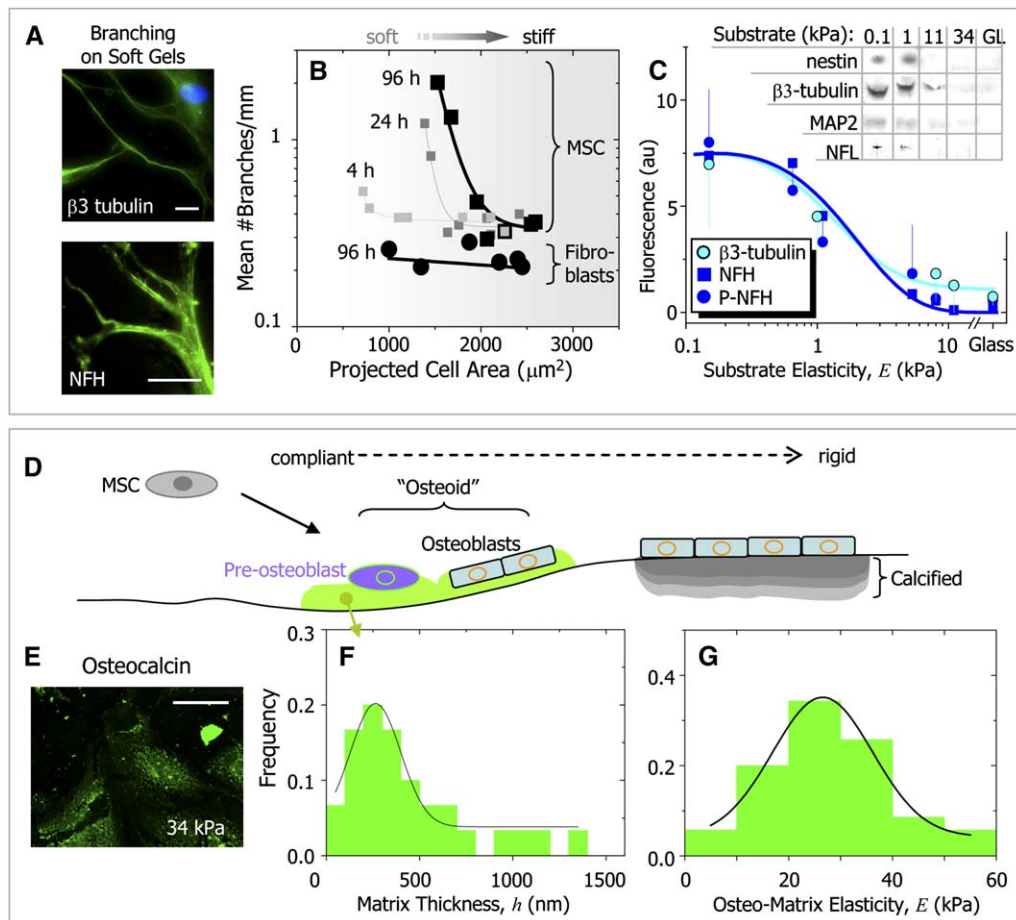 A
Branching
on Soft Gels
β3 tubulin
NFH
B
soft
stiff
Mean #Branches/mm
1
0.1
96 h
24 h
4 h
96 h
MSC
Fibro-
blasts
0
1000
2000
3000
Projected Cell Area (μm²)
C
Substrate (kPa): 0.1 1 11 34 GL.
nestin
β3-tubulin
MAP2
NFL
Fluorescence (au)
10
5
0
β3-tubulin
NFH
P-NFH
0.1
1
10
Glass
Substrate Elasticity, E (kPa)
D
compliant
rigid
MSC
"Osteoid"
Osteoblasts
Pre-osteoblast
Calcified
E
Osteocalcin
34 kPa
F
Frequency
0.3
0.2
0.1
0.0
0
500
1000
1500
Matrix Thickness, h (nm)
G
0.4
0.2
0.0
0
20
40
60
Osteo-Matrix Elasticity, E (kPa)